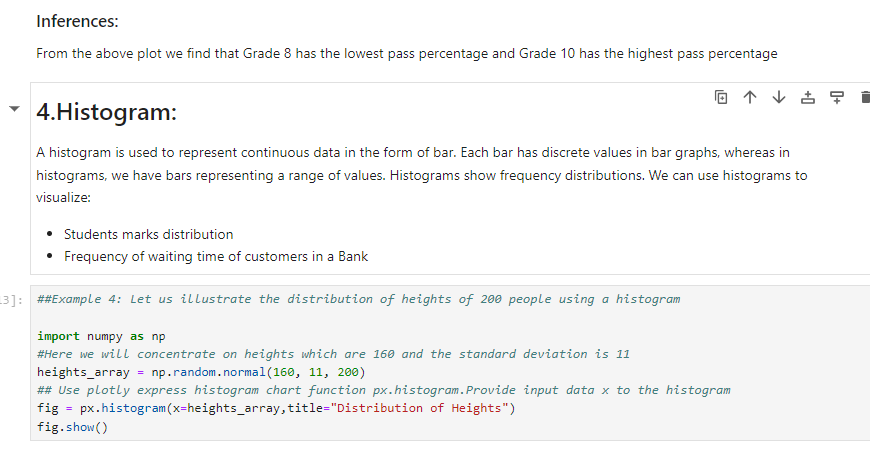 Inferences:
From the above plot we find that Grade 8 has the lowest pass percentage and Grade 10 has the highest pass percentage
4.Histogram:
A histogram is used to represent continuous data in the form of bar. Each bar has discrete values in bar graphs, whereas in
histograms, we have bars representing a range of values. Histograms show frequency distributions. We can use histograms to
visualize:
• Students marks distribution
• Frequency of waiting time of customers in a Bank
3]: ##Example 4: Let us illustrate the distribution of heights of 200 people using a histogram
import numpy as np
#Here we will concentrate on heights which are 160 and the standard deviation is 11
heights_array = np.random.normal(160, 11, 200)
## Use plotly express histogram chart function px.histogram.Provide input data x to the histogram
fig = px.histogram(x=heights_array,title="Distribution of Heights")
fig.show()